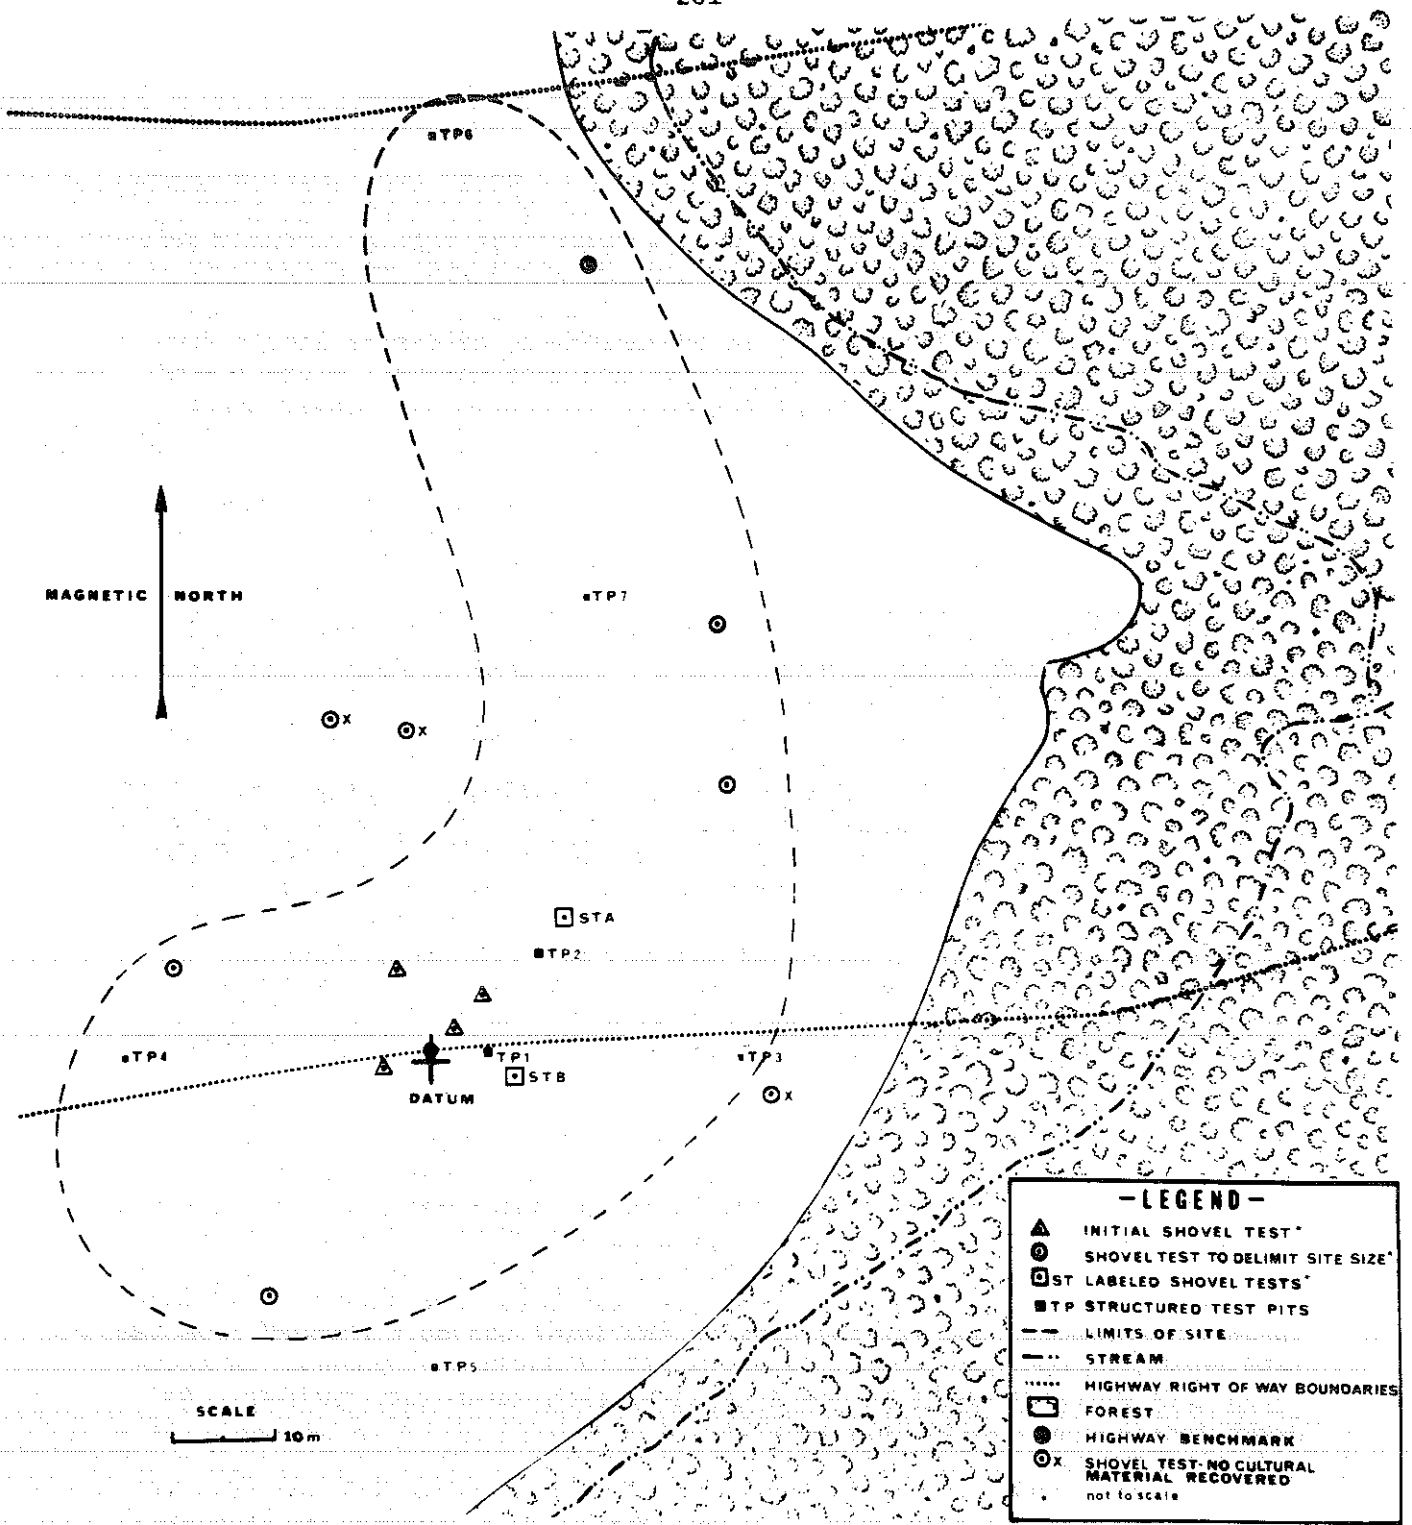 TP6
MAGNETIC NORTH
TP7
x
x
STA
TP2
TP4
TP1
TP3
STB
x
DATUM
TP5
SCALE
10m
-LEGEND-
INITIAL SHOVEL TEST*
SHOVEL TEST TO DELIMIT SITE SIZE*
ST LABELED SHOVEL TESTS*
TP STRUCTURED TEST PITS
LIMITS OF SITE
STREAM
HIGHWAY RIGHT OF WAY BOUNDARIES
FOREST
HIGHWAY BENCHMARK
x SHOVEL TEST-NO CULTURAL
MATERIAL RECOVERED
not to scale